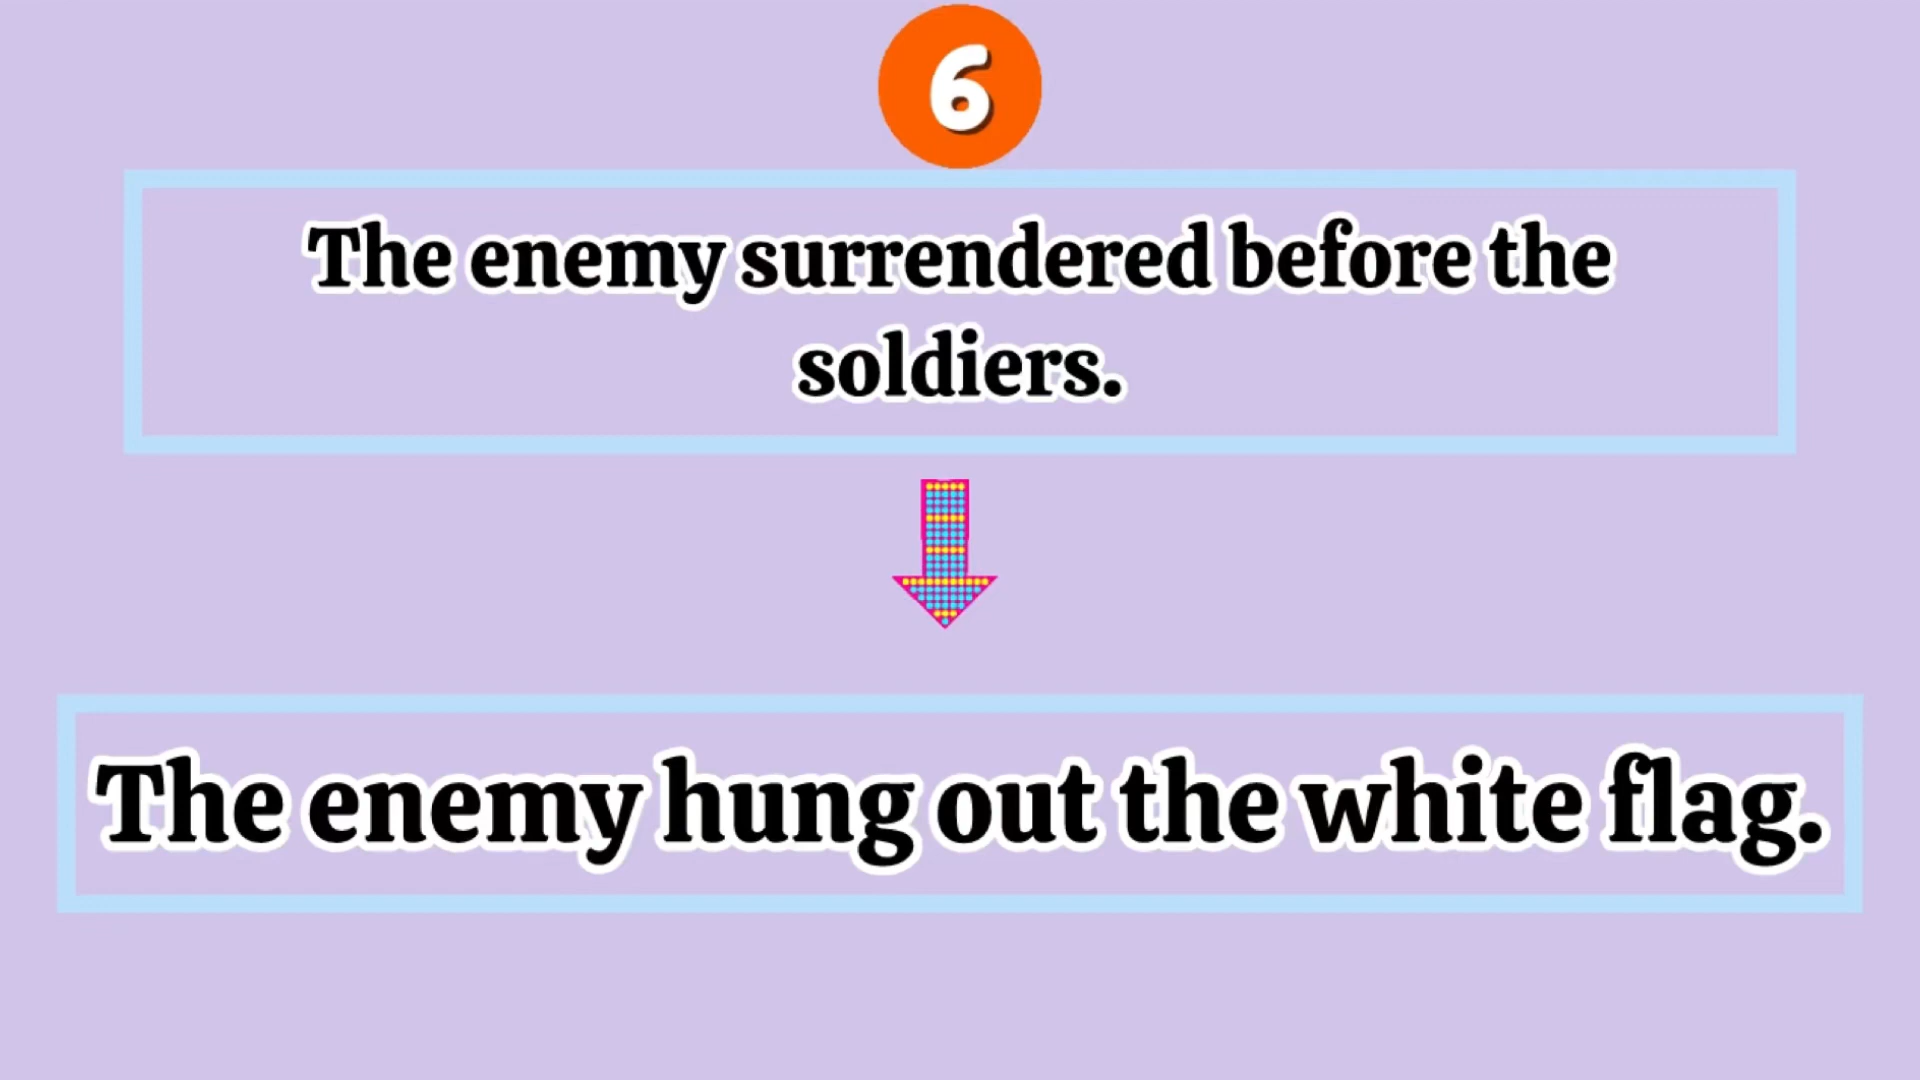 6
The enemy surrendered before the
soldiers.
The enemy hung out the white flag.